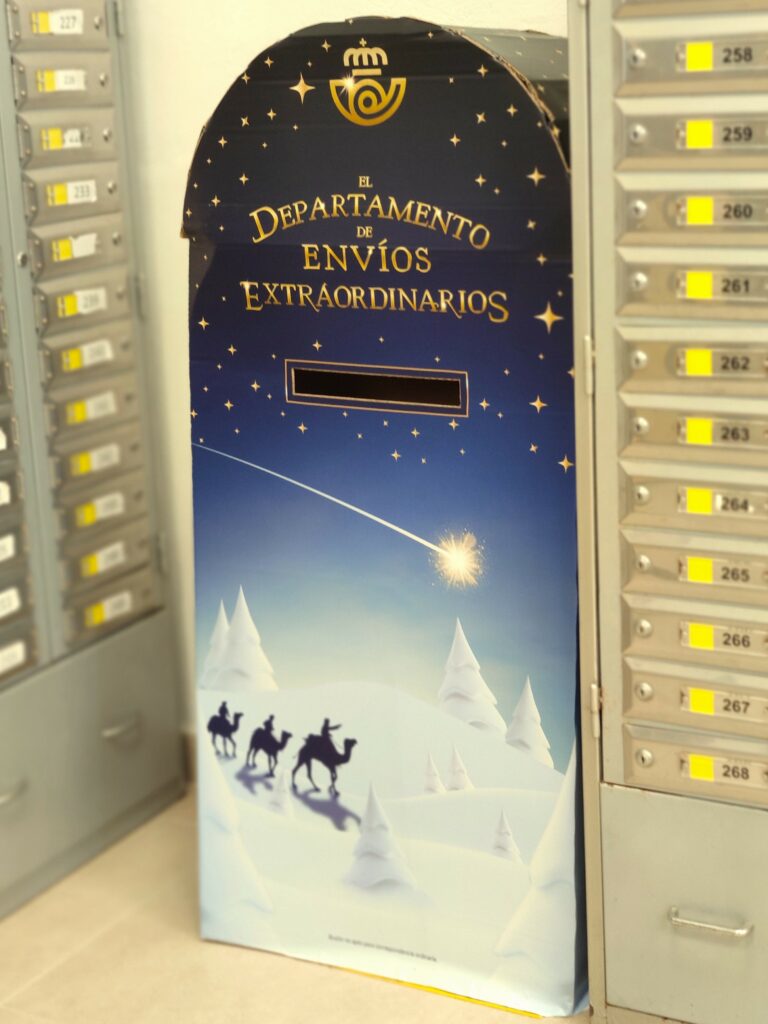 EL
DEPARTAMENTO
DE
ENVÍOS
EXTRAORDINARIOS
227
233
258
259
260
261
262
263
264
265
266
267
268